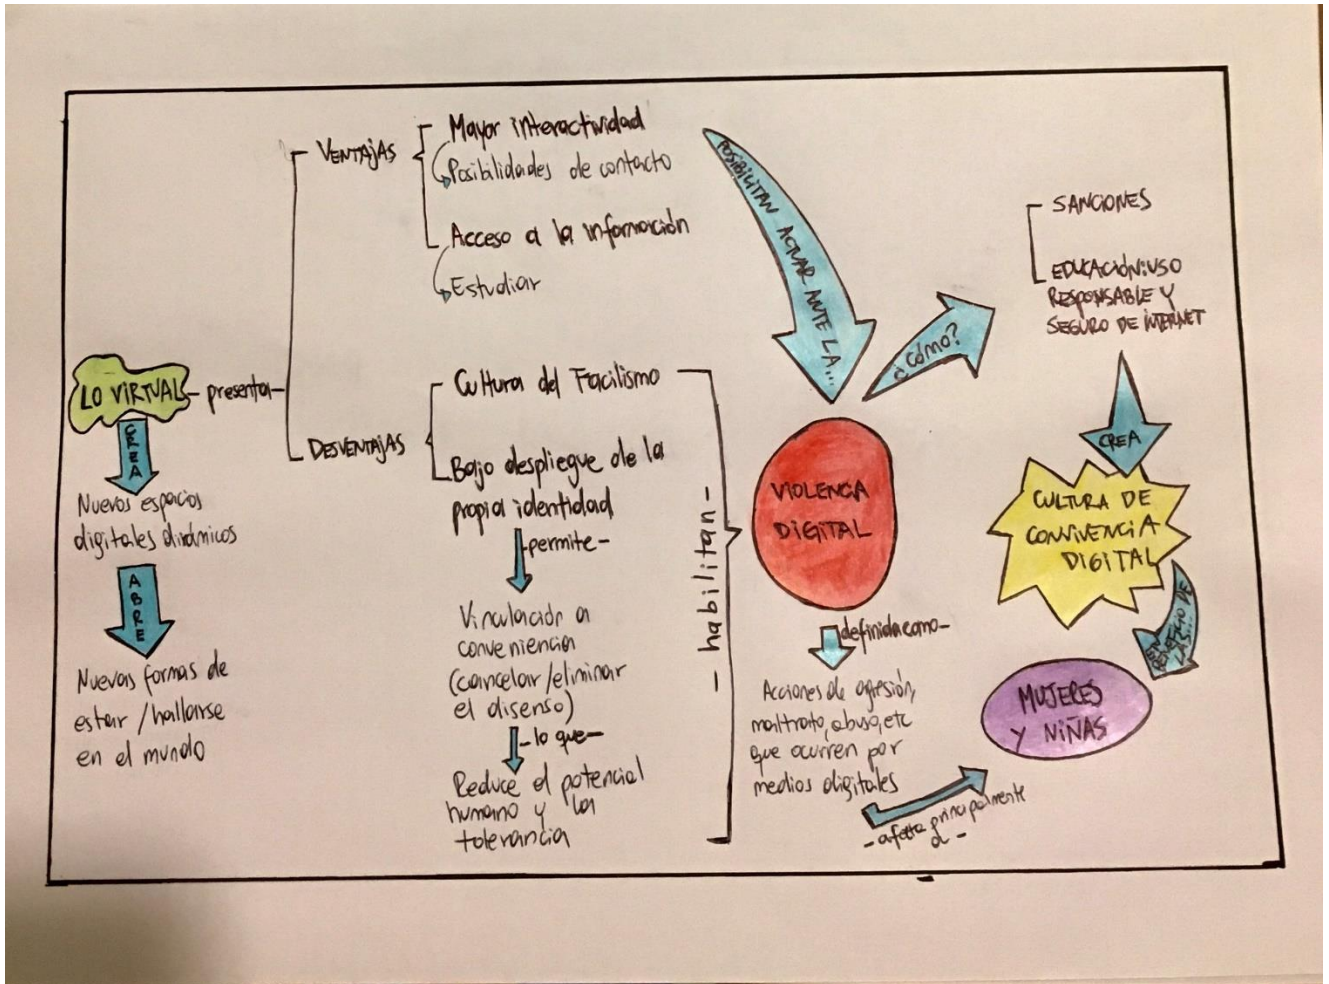 LO VIRTUAL
- presenta -
CREA
Nuevos espacios
digitales dinámicos
ABRE
Nuevas formas de
estar / hallarse
en el mundo
VENTAJAS
Mayor interactividad
Posibilidades de contacto
Acceso a la información
Estudiar
DESVENTAJAS
Cultura del Facilismo
Bajo despliegue de la
propia identidad
- permite -
Vinculación a
conveniencia
(cancelar/eliminar
el disenso)
- lo que -
Reduce el potencial
humano y la
tolerancia
- habilitan -
POSIBILITAN ACTUAR ANTE LA...
VIOLENCIA
DIGITAL
- definida como -
Acciones de agresión,
maltrato, abuso, etc
que ocurren por
medios digitales
- afecta principalmente
a -
¿CÓMO?
SANCIONES
EDUCACIÓN: USO
RESPONSABLE Y
SEGURO DE INTERNET
CREA
CULTURA DE
CONVIVENCIA
DIGITAL
EN
BENEFICIO DE
LAS...
MUJERES
Y NIÑAS